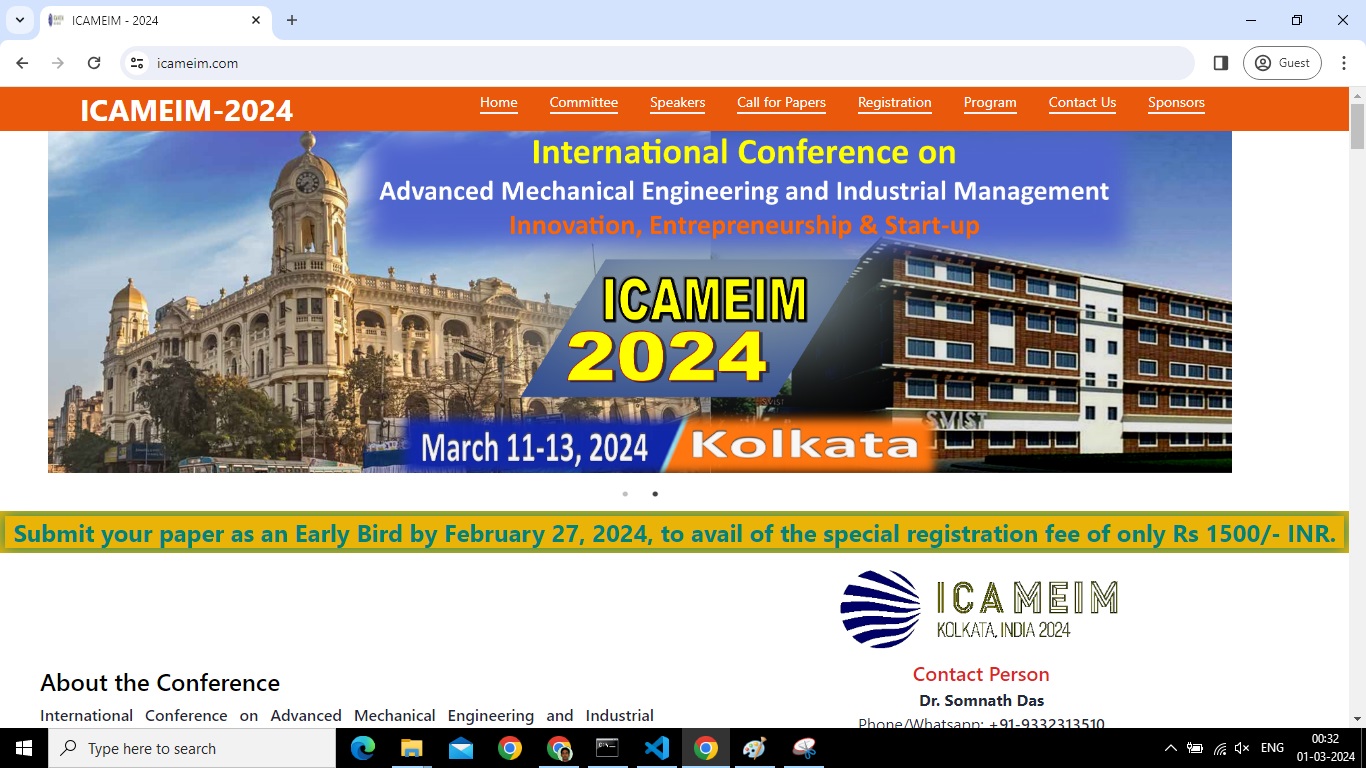 ICAMEIM - 2024
icameim.com
Guest
ICAMEIM-2024
Home Committee Speakers Call for Papers Registration Program Contact Us Sponsors
International Conference on
Advanced Mechanical Engineering and Industrial Management
Innovation, Entrepreneurship & Start-up
ICAMEIM
2024
SVIST
March 11-13, 2024 Kolkata
Submit your paper as an Early Bird by February 27, 2024, to avail of the special registration fee of only Rs 1500/- INR.
ICAMEIM
KOLKATA, INDIA 2024
About the Conference
International Conference on Advanced Mechanical Engineering and Industrial
Contact Person
Dr. Somnath Das
Phone/Whatsapp: +91-9332313510
Type here to search
ENG
00:32
01-03-2024